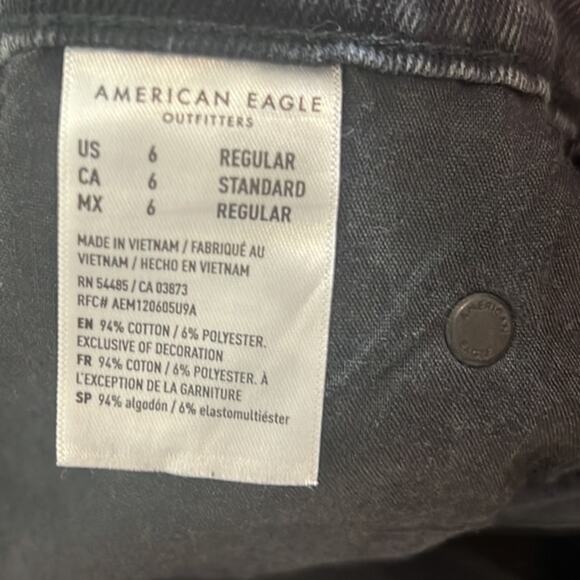 AMERICAN EAGLE
OUTFITTERS
US 6 REGULAR
CA 6 STANDARD
MX 6 REGULAR
MADE IN VIETNAM / FABRIQUÉ AU
VIETNAM / HECHO EN VIETNAM
RN 54485 / CA 03873
RFC# AEM120605U9A
EN 94% COTTON / 6% POLYESTER.
EXCLUSIVE OF DECORATION
FR 94% COTON / 6% POLYESTER. À
L'EXCEPTION DE LA GARNITURE
SP 94% algodón / 6% elastomultiéster
AMERICAN
EAGLE